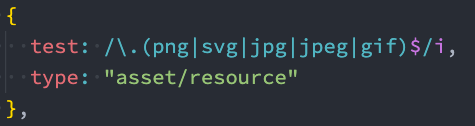 {
  test: /\.(png|svg|jpg|jpeg|gif)$/i,
  type: "asset/resource"
},